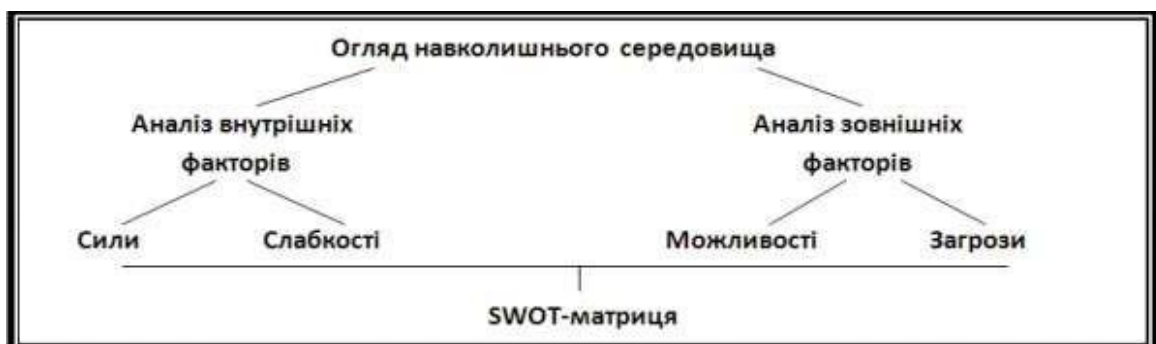 Огляд навколишнього середовища
Аналіз внутрішніх
факторів
Аналіз зовнішніх
факторів
Сили
Слабкості
Можливості
Загрози
SWOT-матриця